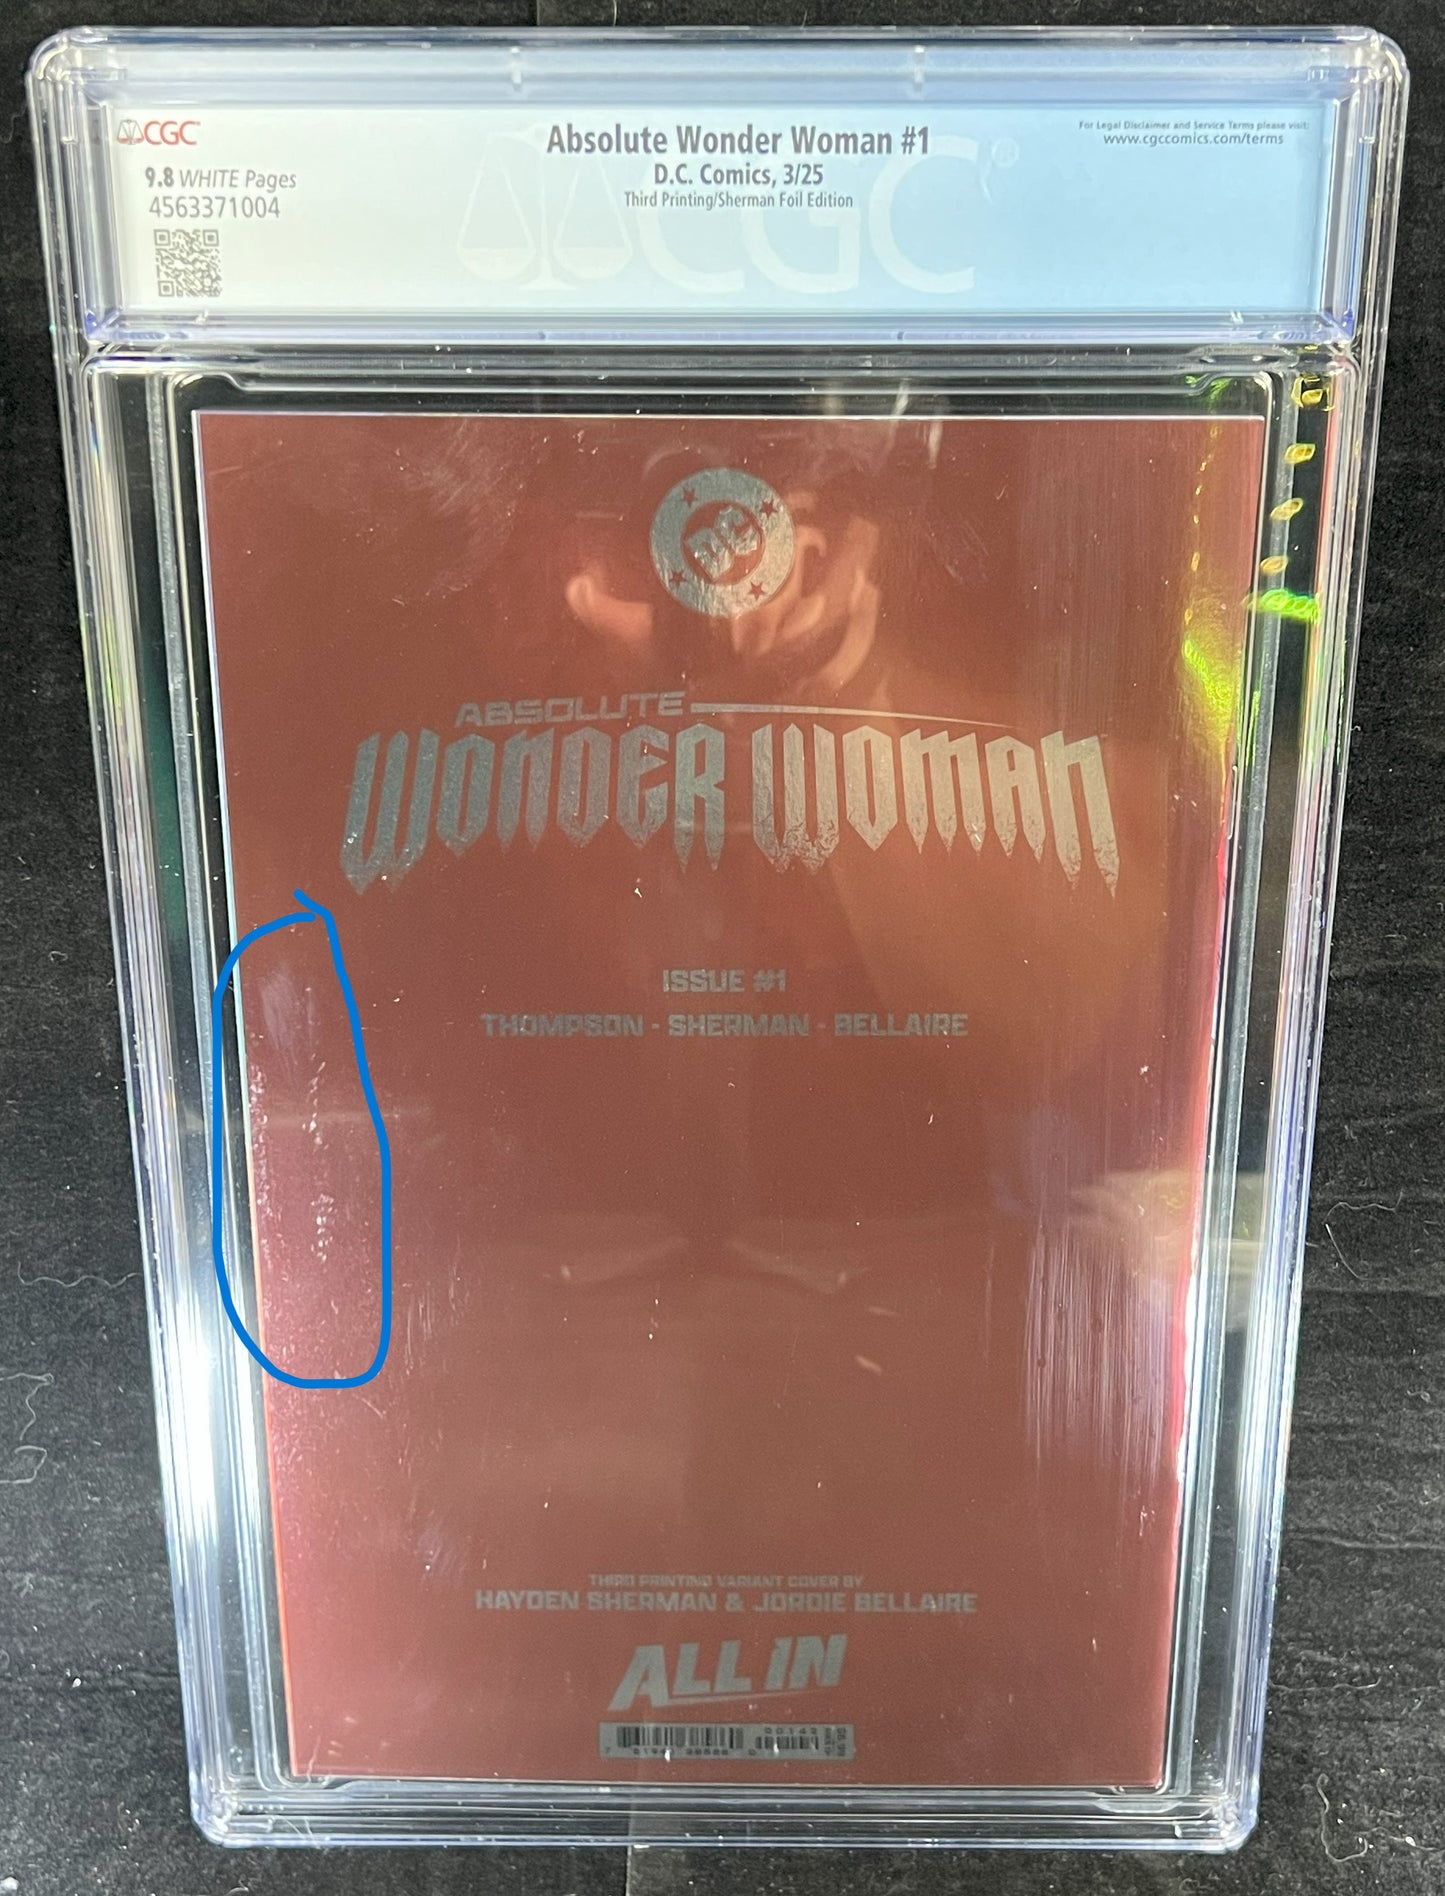 CGC
For Legal Disclaimer and Service Terms please visit:
www.cgccomics.com/terms
Absolute Wonder Woman #1
D.C. Comics, 3/25
Third Printing/Sherman Foil Edition
9.8 WHITE Pages
4563371004
CGC
DC
ABSOLUTE
WONDER WOMAN
ISSUE #1
THOMPSON · SHERMAN · BELLAIRE
THIRD PRINTING VARIANT COVER BY
HAYDEN SHERMAN & JORDIE BELLAIRE
ALL IN